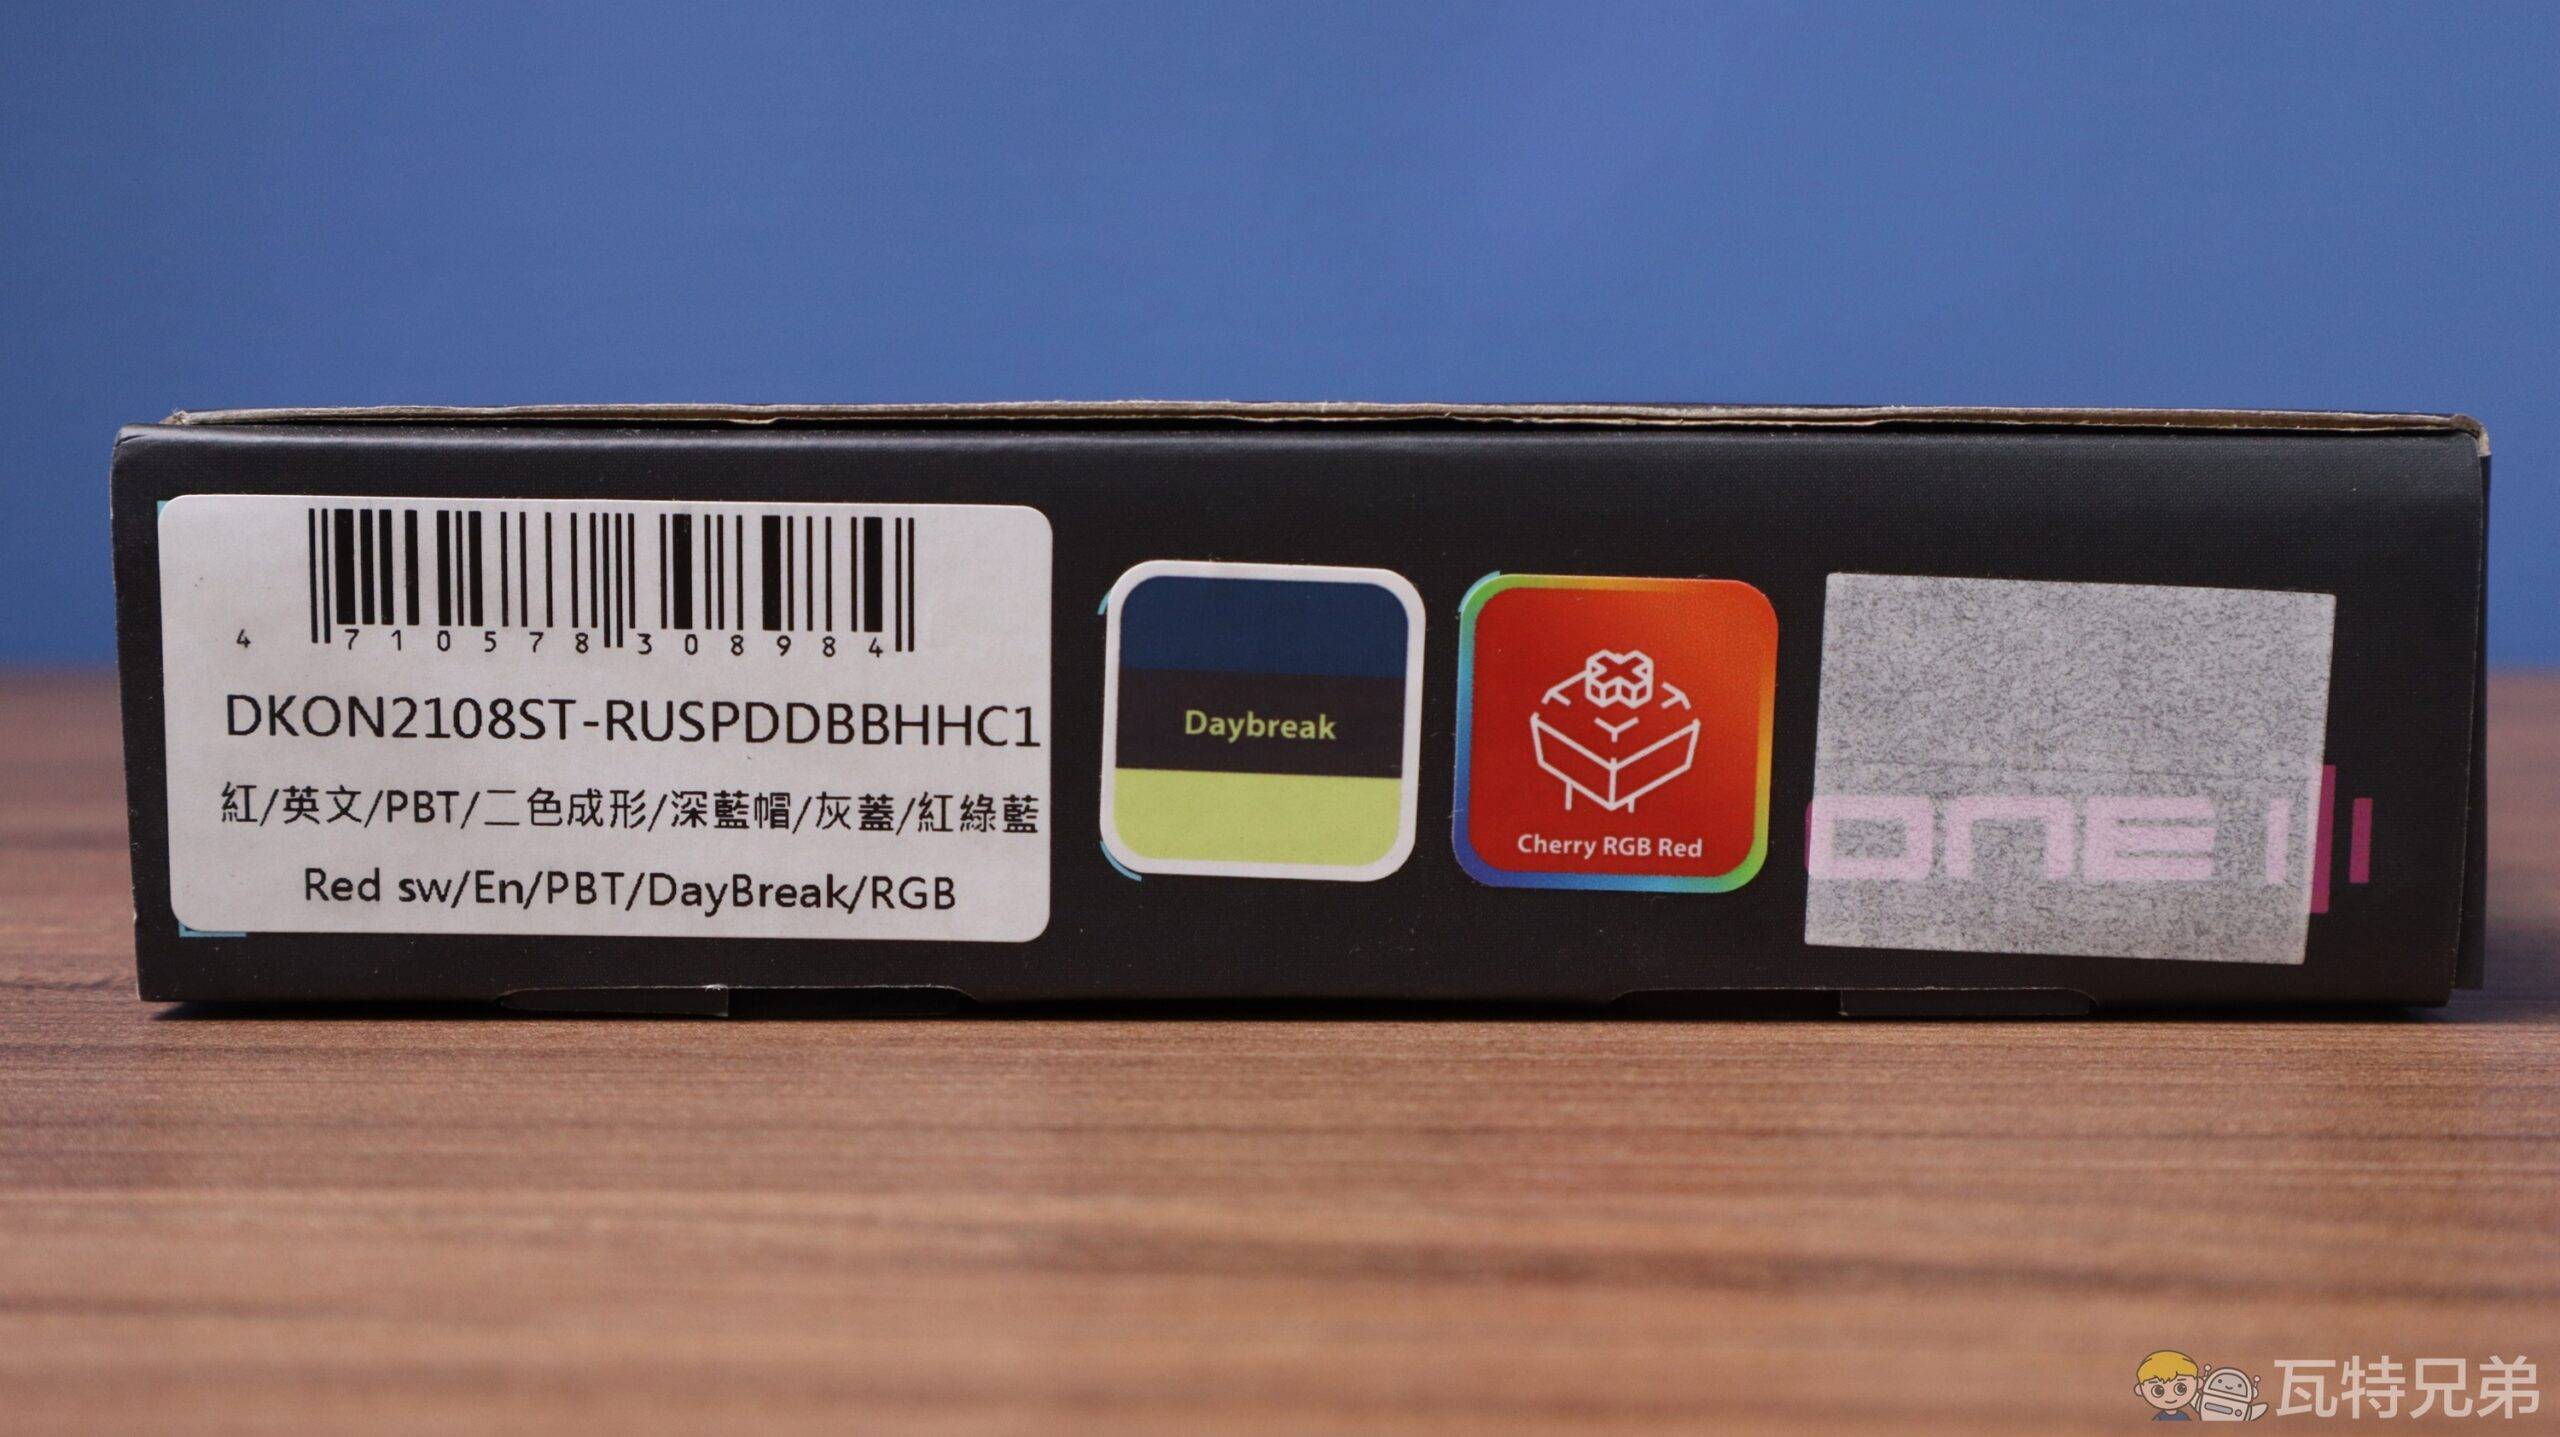 4 710578 308984
DKON2108ST-RUSPDDBBHHC1
紅/英文/PBT/二色成形/深藍帽/灰蓋/紅綠藍
Red sw/En/PBT/DayBreak/RGB
Daybreak
Cherry RGB Red
ONE
瓦特兄弟